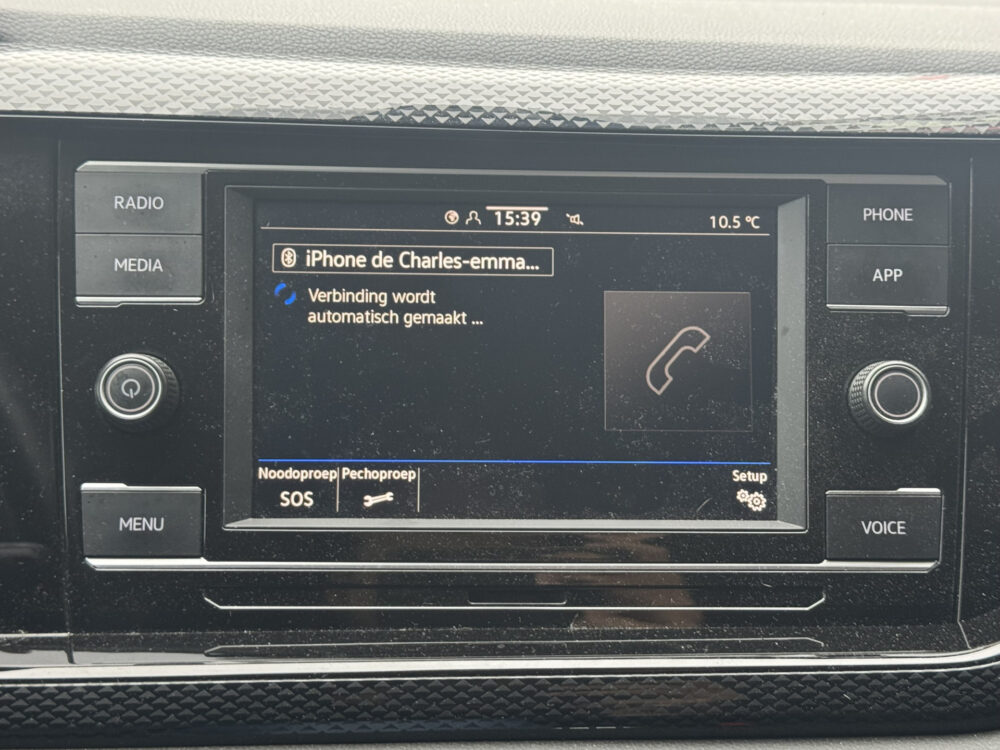 RADIO
MEDIA
MENU
15:39
10.5 °C
iPhone de Charles-emma...
Verbinding wordt
automatisch gemaakt ...
Noodoproep
SOS
Pechoproep
Setup
PHONE
APP
VOICE